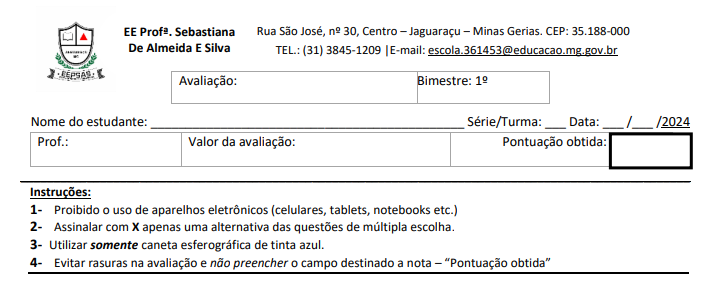 EE Profª. Sebastiana
De Almeida E Silva
Rua São José, nº 30, Centro – Jaguaraçu – Minas Gerias. CEP: 35.188-000
TEL.: (31) 3845-1209 |E-mail: escola.361453@educacao.mg.gov.br
EEPSAS
Avaliação: Bimestre: 1º
Nome do estudante: ______ Série/Turma: ___ Data: ___ /___ /2024
Prof.: Valor da avaliação: Pontuação obtida:
Instruções:
1- Proibido o uso de aparelhos eletrônicos (celulares, tablets, notebooks etc.)
2- Assinalar com X apenas uma alternativa das questões de múltipla escolha.
3- Utilizar somente caneta esferográfica de tinta azul.
4- Evitar rasuras na avaliação e não preencher o campo destinado a nota – “Pontuação obtida”